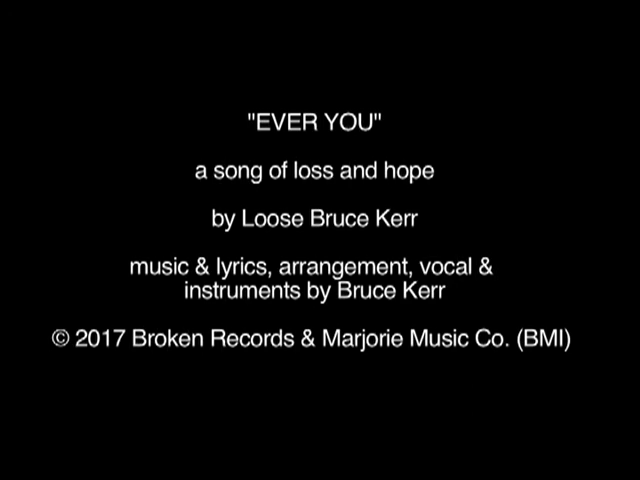 "EVER YOU"
a song of loss and hope
by Loose Bruce Kerr
music & lyrics, arrangement, vocal &
instruments by Bruce Kerr
© 2017 Broken Records & Marjorie Music Co. (BMI)